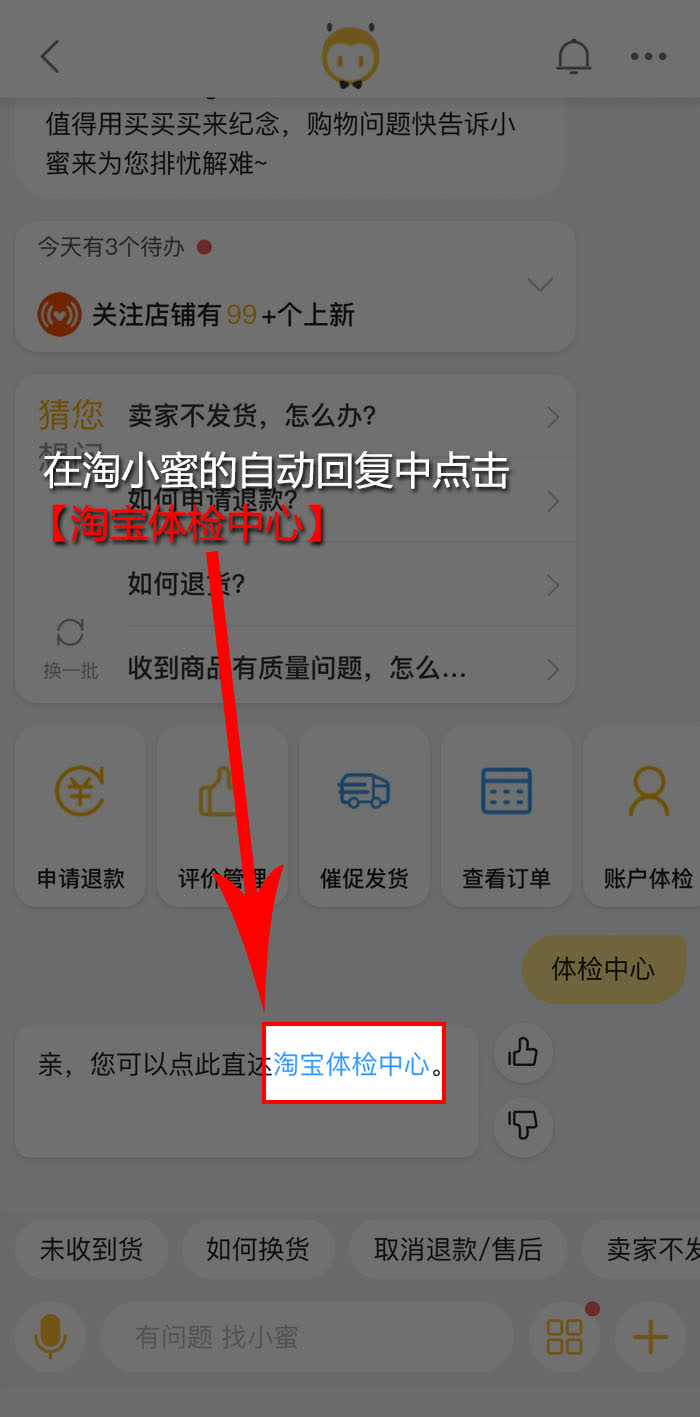 值得用买买买来纪念，购物问题快告诉小
蜜来为您排忧解难~
今天有3个待办
关注店铺有99+个上新
猜您
想问
卖家不发货，怎么办?
在淘小蜜的自动回复中点击
如何申请退款?
【淘宝体检中心】
如何退货?
换一批
收到商品有质量问题，怎么...
申请退款
评价管理
催促发货
查看订单
账户体检
体检中心
亲，您可以点此直达淘宝体检中心。
未收到货
如何换货
取消退款/售后
卖家不发
有问题 找小蜜